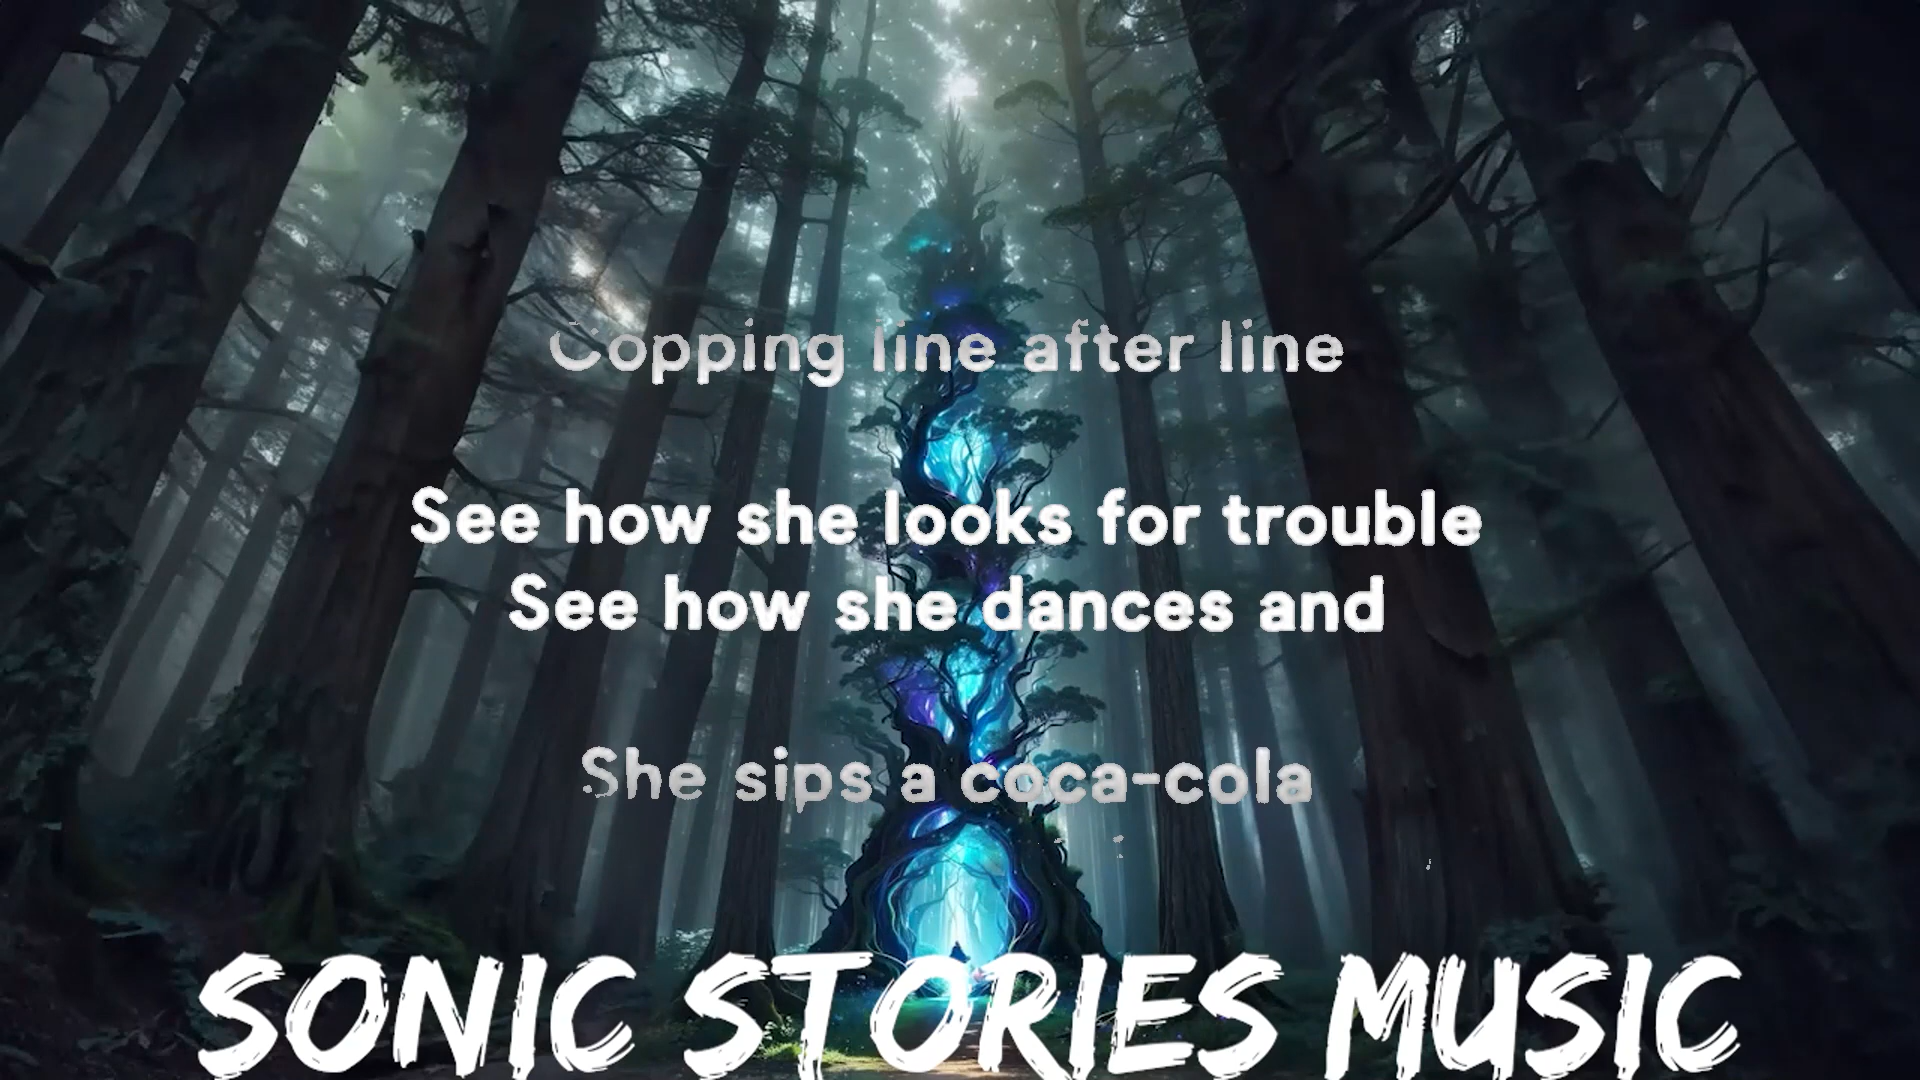 Copping line after line
See how she looks for trouble
See how she dances and
She sips a coca-cola
SONIC STORIES MUSIC